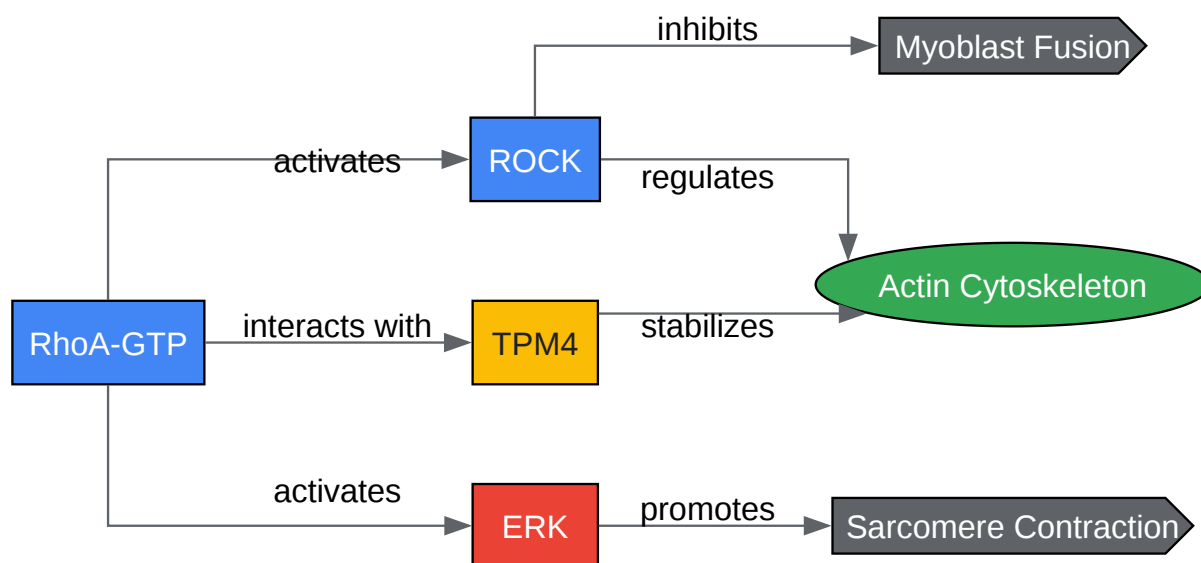 inhibits
Myoblast Fusion
activates
ROCK
regulates
Actin Cytoskeleton
RhoA-GTP
interacts with
TPM4
stabilizes
activates
ERK
promotes
Sarcomere Contraction